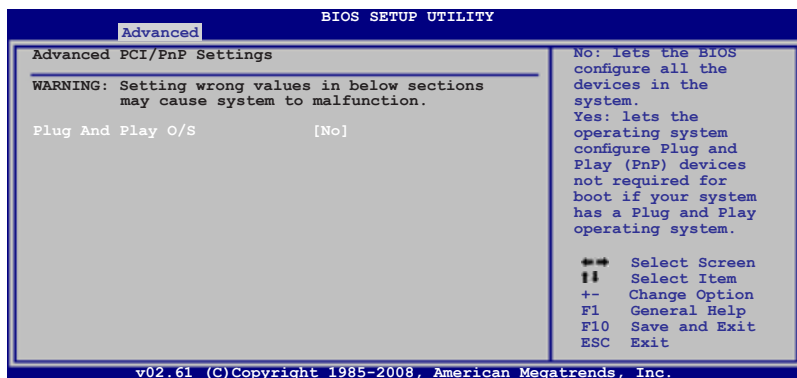 BIOS SETUP UTILITY
Advanced
Advanced PCI/PnP Settings
WARNING: Setting wrong values in below sections
may cause system to malfunction.
Plug And Play O/S [No]
No: lets the BIOS
configure all the
devices in the
system.
Yes: lets the
operating system
configure Plug and
Play (PnP) devices
not required for
boot if your system
has a Plug and Play
operating system.
←→ Select Screen
↑↓ Select Item
+- Change Option
F1 General Help
F10 Save and Exit
ESC Exit
v02.61 (C)Copyright 1985-2008, American Megatrends, Inc.